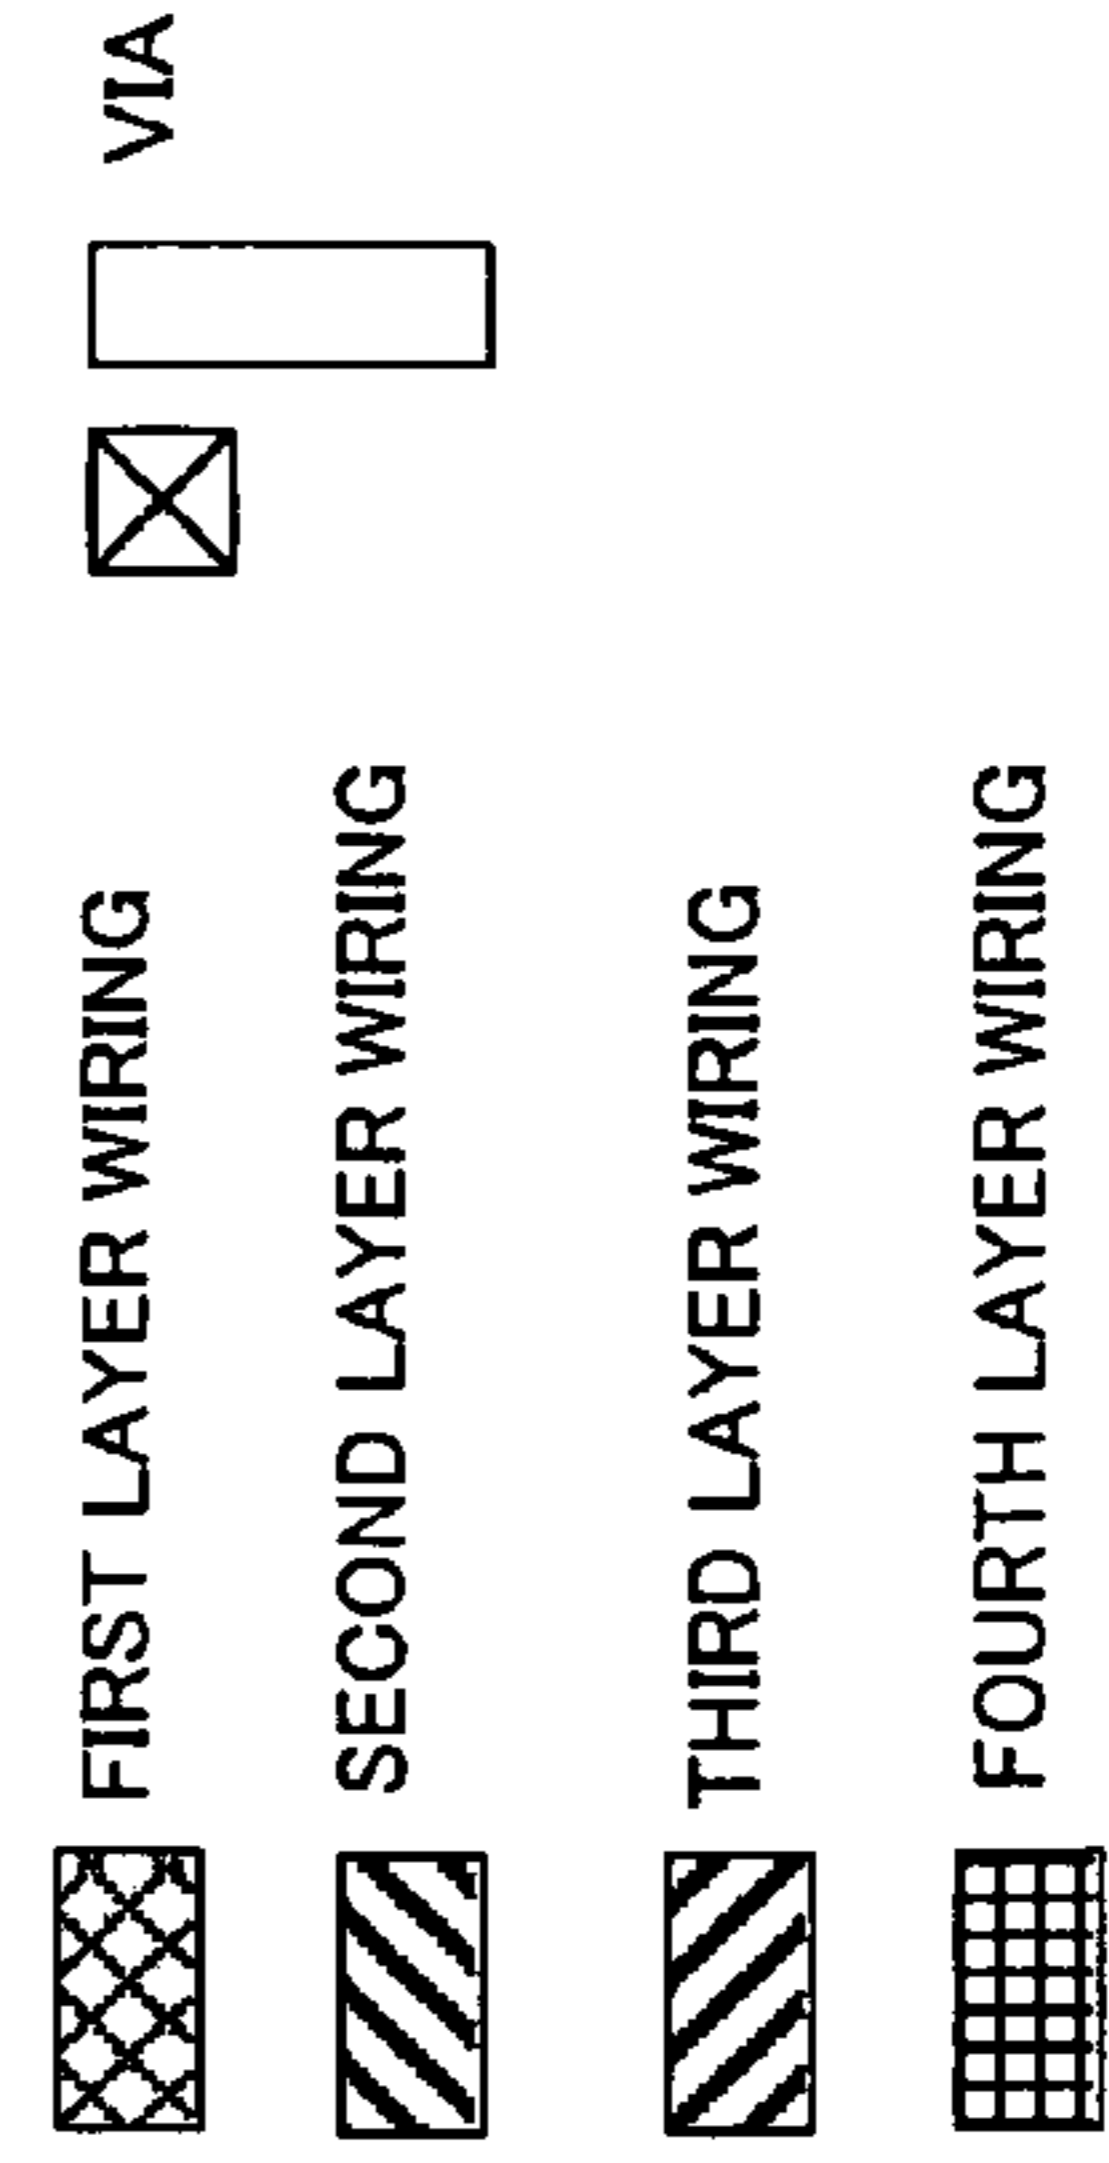 FIRST LAYER WIRING
VIA
SECOND LAYER WIRING
THIRD LAYER WIRING
FOURTH LAYER WIRING